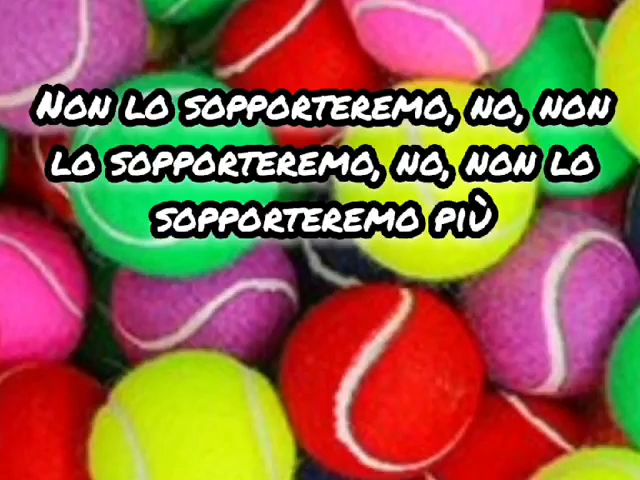 Non lo sopporteremo, no, non
lo sopporteremo, no, non lo
sopporteremo più